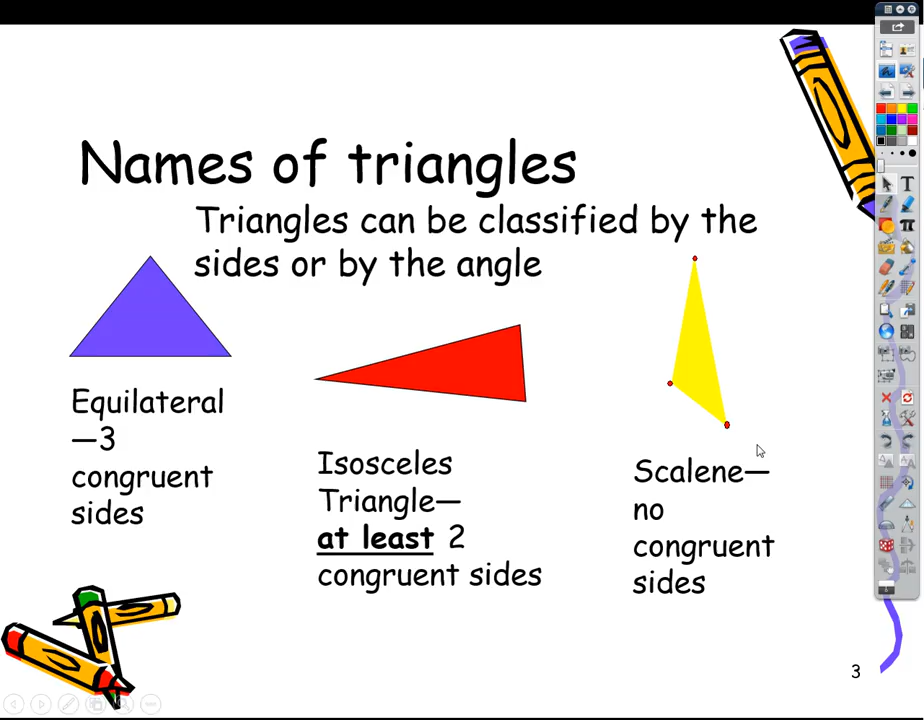 Names of triangles
Triangles can be classified by the
sides or by the angle
Equilateral
—3
congruent
sides
Isosceles
Triangle—
at least 2
congruent sides
Scalene—
no
congruent
sides
3